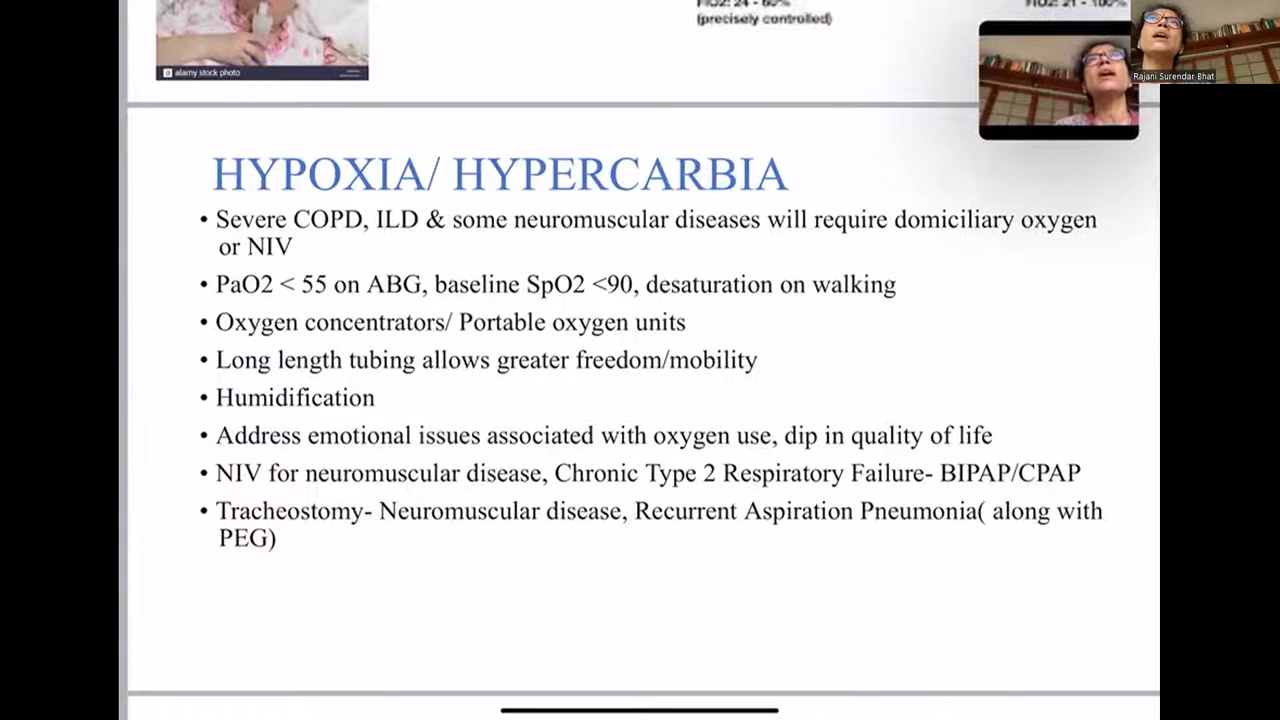 (precisely controlled)
a alamy stock photo
Rajani Surendar Bhat
HYPOXIA/ HYPERCARBIA
• Severe COPD, ILD & some neuromuscular diseases will require domiciliary oxygen
or NIV
• PaO2 < 55 on ABG, baseline SpO2 <90, desaturation on walking
• Oxygen concentrators/ Portable oxygen units
• Long length tubing allows greater freedom/mobility
• Humidification
• Address emotional issues associated with oxygen use, dip in quality of life
• NIV for neuromuscular disease, Chronic Type 2 Respiratory Failure- BIPAP/CPAP
• Tracheostomy- Neuromuscular disease, Recurrent Aspiration Pneumonia( along with
PEG)